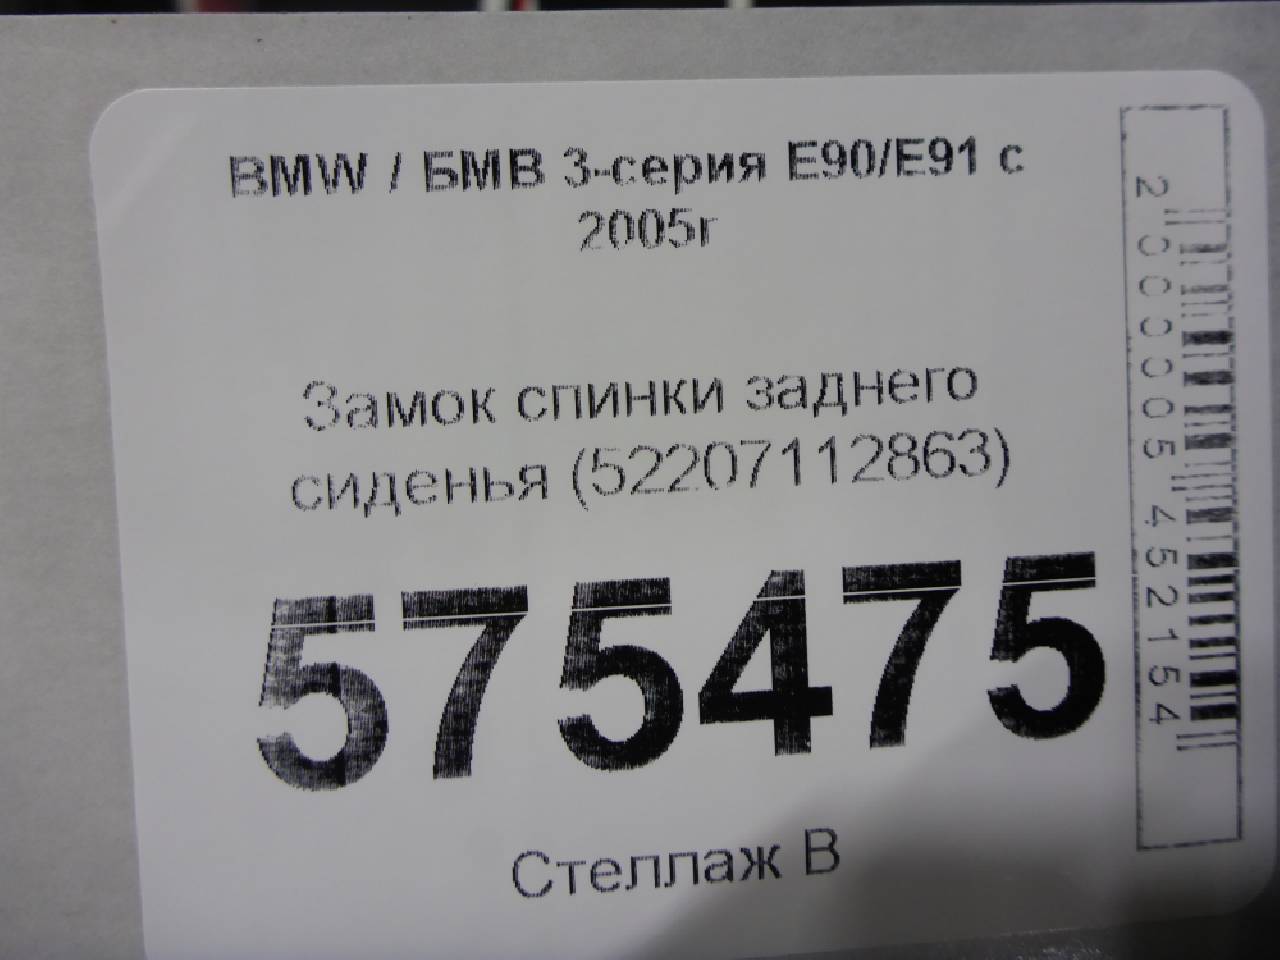 BMW / БМВ 3-серия E90/E91 с
2005г
Замок спинки заднего
сиденья (52207112863)
575475
Стеллаж В
2000005452154